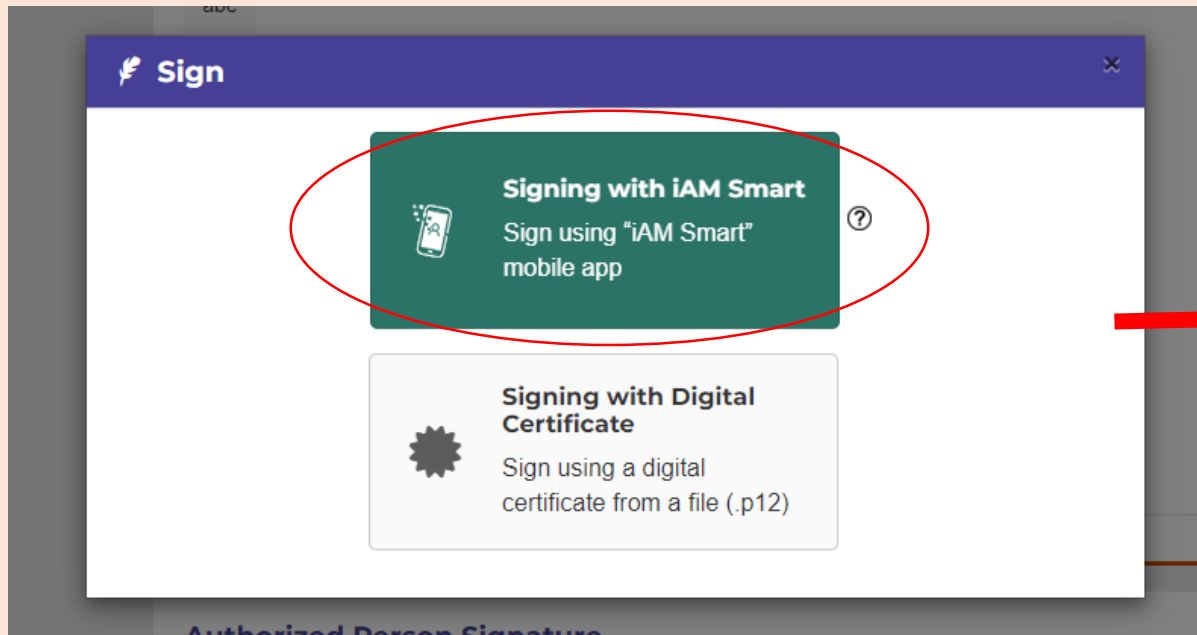 abc
Sign
Signing with iAM Smart
Sign using “iAM Smart”
mobile app
Signing with Digital
Certificate
Sign using a digital
certificate from a file (.p12)
Authorized Person Signature